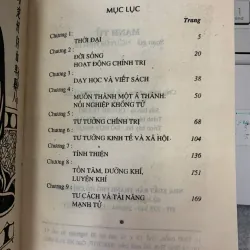 MỤC LỤC
Trang
Chương 1:
THỜI ĐẠI 5
Chương 2:
ĐỜI SỐNG
HOẠT ĐỘNG CHÍNH TRỊ 20
Chương 3:
DẠY HỌC VÀ VIẾT SÁCH 38
Chương 4:
MUỐN THÀNH MỘT Á THÁNH:
NỐI NGHIỆP KHỔNG TỬ 50
Chương 5:
TƯ TƯỞNG CHÍNH TRỊ 68
Chương 6:
TƯ TƯỞNG KINH TẾ VÀ XÃ HỘI 104
Chương 7:
TÍNH THIỆN 136
Chương 8:
TỒN TÂM, DƯỠNG KHÍ,
LUYỆN KHÍ 151
Chương 9:
TƯ CÁCH VÀ TÀI NĂNG 169
MẠNH TỬ